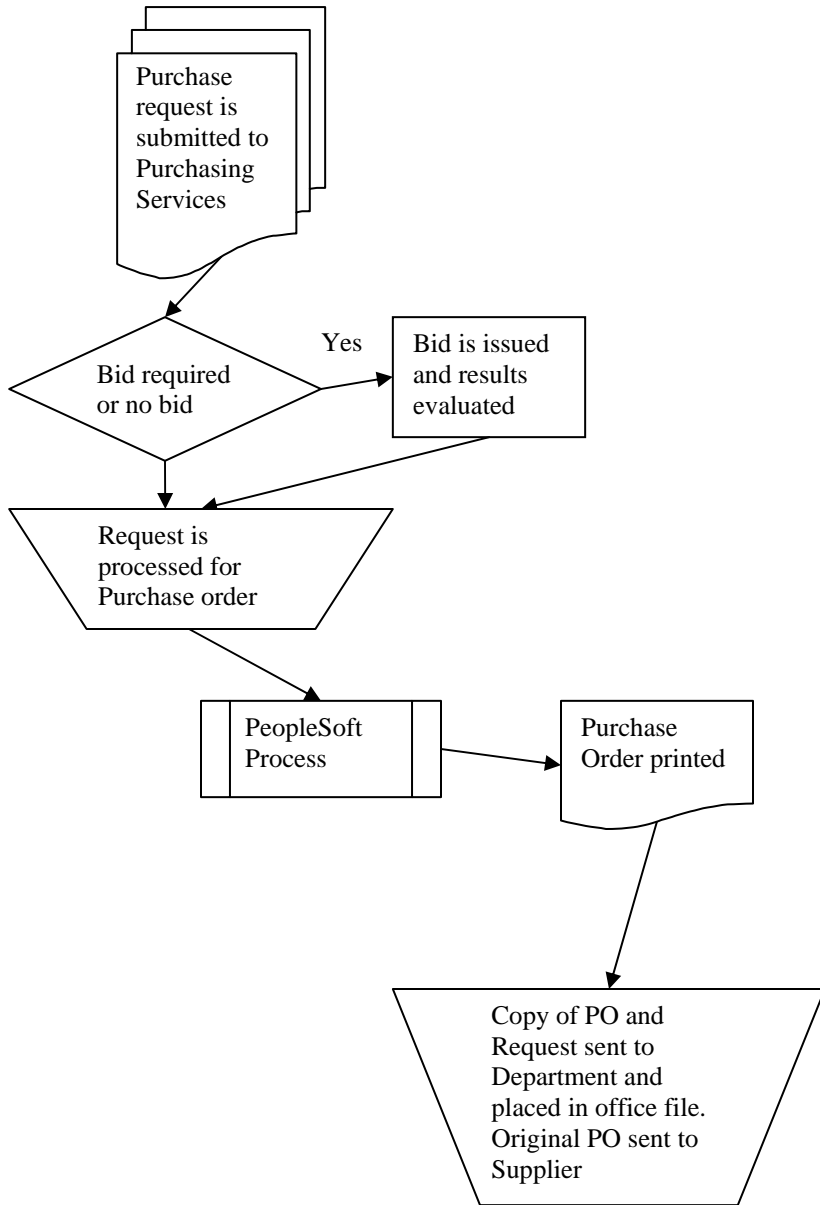 Purchase
request is
submitted to
Purchasing
Services
Yes
Bid required
or no bid
Bid is issued
and results
evaluated
Request is
processed for
Purchase order
PeopleSoft
Process
Purchase
Order printed
Copy of PO and
Request sent to
Department and
placed in office file.
Original PO sent to
Supplier